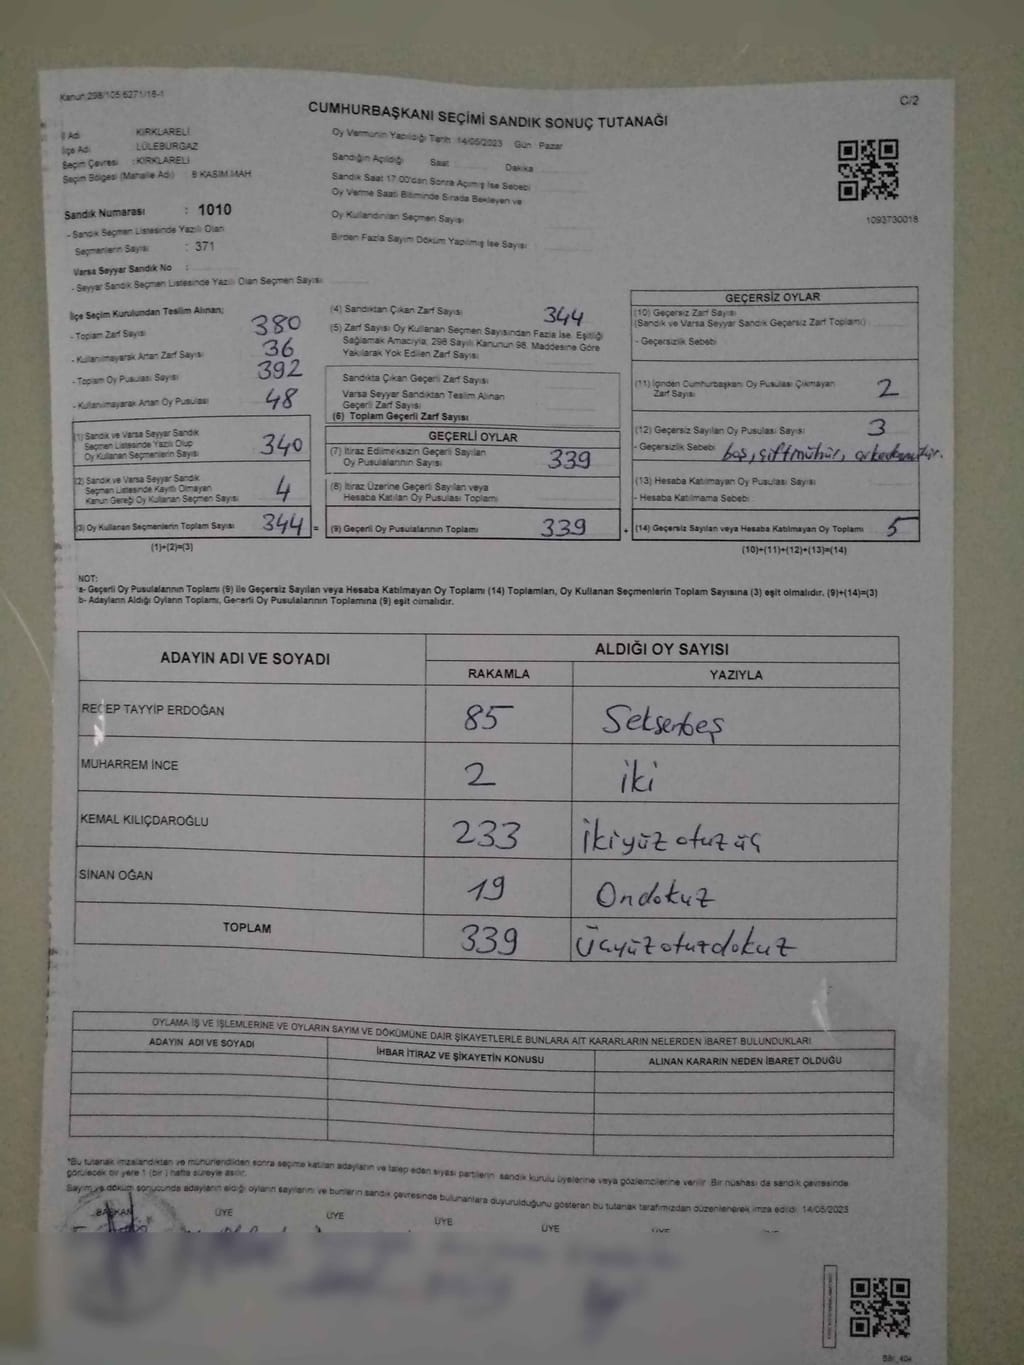 Kanun 298/105 6271/18-1
C/2
CUMHURBAŞKANI SEÇİMİ SANDIK SONUÇ TUTANAĞI
İl Adı KIRKLARELİ
İlçe Adı LÜLEBURGAZ
Seçim Çevresi : KIRKLARELİ
Seçim Bölgesi (Mahalle Adı) : 8 KASIM MAH
Sandık Numarası : 1010
- Sandık Seçmen Listesinde Yazılı Olan
Seçmenlerin Sayısı : 371
Varsa Seyyar Sandık No :
- Seyyar Sandık Seçmen Listesinde Yazılı Olan Seçmen Sayısı
Oy Vermenin Yapıldığı Tarih 14/05/2023 Gün Pazar
Sandığın Açıldığı Saat Dakika
Sandık Saat 17:00'dan Sonra Açılmış İse Sebebi
Oy Verme Saati Bitiminde Sırada Bekleyen ve
Oy Kullandırılan Seçmen Sayısı
Birden Fazla Sayım Döküm Yapılmış İse Sayısı
1093730018
İlçe Seçim Kurulundan Teslim Alınan;
- Toplam Zarf Sayısı 380
- Kullanılmayarak Artan Zarf Sayısı 36
- Toplam Oy Pusulası Sayısı 392
- Kullanılmayarak Artan Oy Pusulası 48
(1) Sandık ve Varsa Seyyar Sandık
Seçmen Listesinde Yazılı Olup
Oy Kullanan Seçmenlerin Sayısı 340
(2) Sandık ve Varsa Seyyar Sandık
Seçmen Listesinde Kayıtlı Olmayan
Kanun Gereği Oy Kullanan Seçmen Sayısı 4
(3) Oy Kullanan Seçmenlerin Toplam Sayısı 344 =
(1)+(2)=(3)
(4) Sandıktan Çıkan Zarf Sayısı 344
(5) Zarf Sayısı Oy Kullanan Seçmen Sayısından Fazla İse, Eşitliği
Sağlamak Amacıyla, 298 Sayılı Kanunun 98. Maddesine Göre
Yakılarak Yok Edilen Zarf Sayısı
Sandıkta Çıkan Geçerli Zarf Sayısı
Varsa Seyyar Sandıktan Teslim Alınan
Geçerli Zarf Sayısı
(6) Toplam Geçerli Zarf Sayısı
GEÇERLİ OYLAR
(7) İtiraz Edilmeksizin Geçerli Sayılan
Oy Pusulalarının Sayısı 339
(8) İtiraz Üzerine Geçerli Sayılan veya
Hesaba Katılan Oy Pusulası Toplamı
(9) Geçerli Oy Pusulalarının Toplamı 339 +
GEÇERSİZ OYLAR
(10) Geçersiz Zarf Sayısı
(Sandık ve Varsa Seyyar Sandık Geçersiz Zarf Toplamı)
- Geçersizlik Sebebi
(11) İçinden Cumhurbaşkanı Oy Pusulası Çıkmayan
Zarf Sayısı 2
(12) Geçersiz Sayılan Oy Pusulası Sayısı 3
- Geçersizlik Sebebi boş, çift mühür,
(13) Hesaba Katılmayan Oy Pusulası Sayısı
- Hesaba Katılmama Sebebi
(14) Geçersiz Sayılan veya Hesaba Katılmayan Oy Toplamı 5
(10)+(11)+(12)+(13)=(14)
NOT:
a- Geçerli Oy Pusulalarının Toplamı (9) ile Geçersiz Sayılan veya Hesaba Katılmayan Oy Toplamı (14) Toplamları, Oy Kullanan Seçmenlerin Toplam Sayısına (3) eşit olmalıdır. (9)+(14)=(3)
b- Adayların Aldığı Oyların Toplamı, Geçerli Oy Pusulalarının Toplamına (9) eşit olmalıdır.
ADAYIN ADI VE SOYADI
ALDIĞI OY SAYISI
RAKAMLA YAZIYLA
RECEP TAYYİP ERDOĞAN 85 Seksenbeş
MUHARREM İNCE 2 iki
KEMAL KILIÇDAROĞLU 233 ikiyüz otuz üç
SİNAN OĞAN 19 Ondokuz
TOPLAM 339 Üçyüzotuzdokuz
OYLAMA İŞ VE İŞLEMLERİNE VE OYLARIN SAYIM VE DÖKÜMÜNE DAİR ŞİKAYETLERLE BUNLARA AİT KARARLARIN NELERDEN İBARET BULUNDUKLARI
ADAYIN ADI VE SOYADI İHBAR İTİRAZ VE ŞİKAYETİN KONUSU ALINAN KARARIN NEDEN İBARET OLDUĞU
*Bu tutanak imzalandıktan ve mühürlendikten sonra seçime katılan adayların ve talep eden siyasi partilerin sandık kurulu üyelerine veya gözlemcilerine verilir. Bir nüshası da sandık çevresinde
görülecek bir yere 1 (bir) hafta süreyle asılır.
Sayım ve döküm sonucunda adayların aldığı oyların sayılarını ve bunların sandık çevresinde bulunanlara duyurulduğunu gösteren bu tutanak tarafımızdan düzenlenerek imza edildi. 14/05/2023
BAŞKAN ÜYE ÜYE ÜYE ÜYE ÜYE